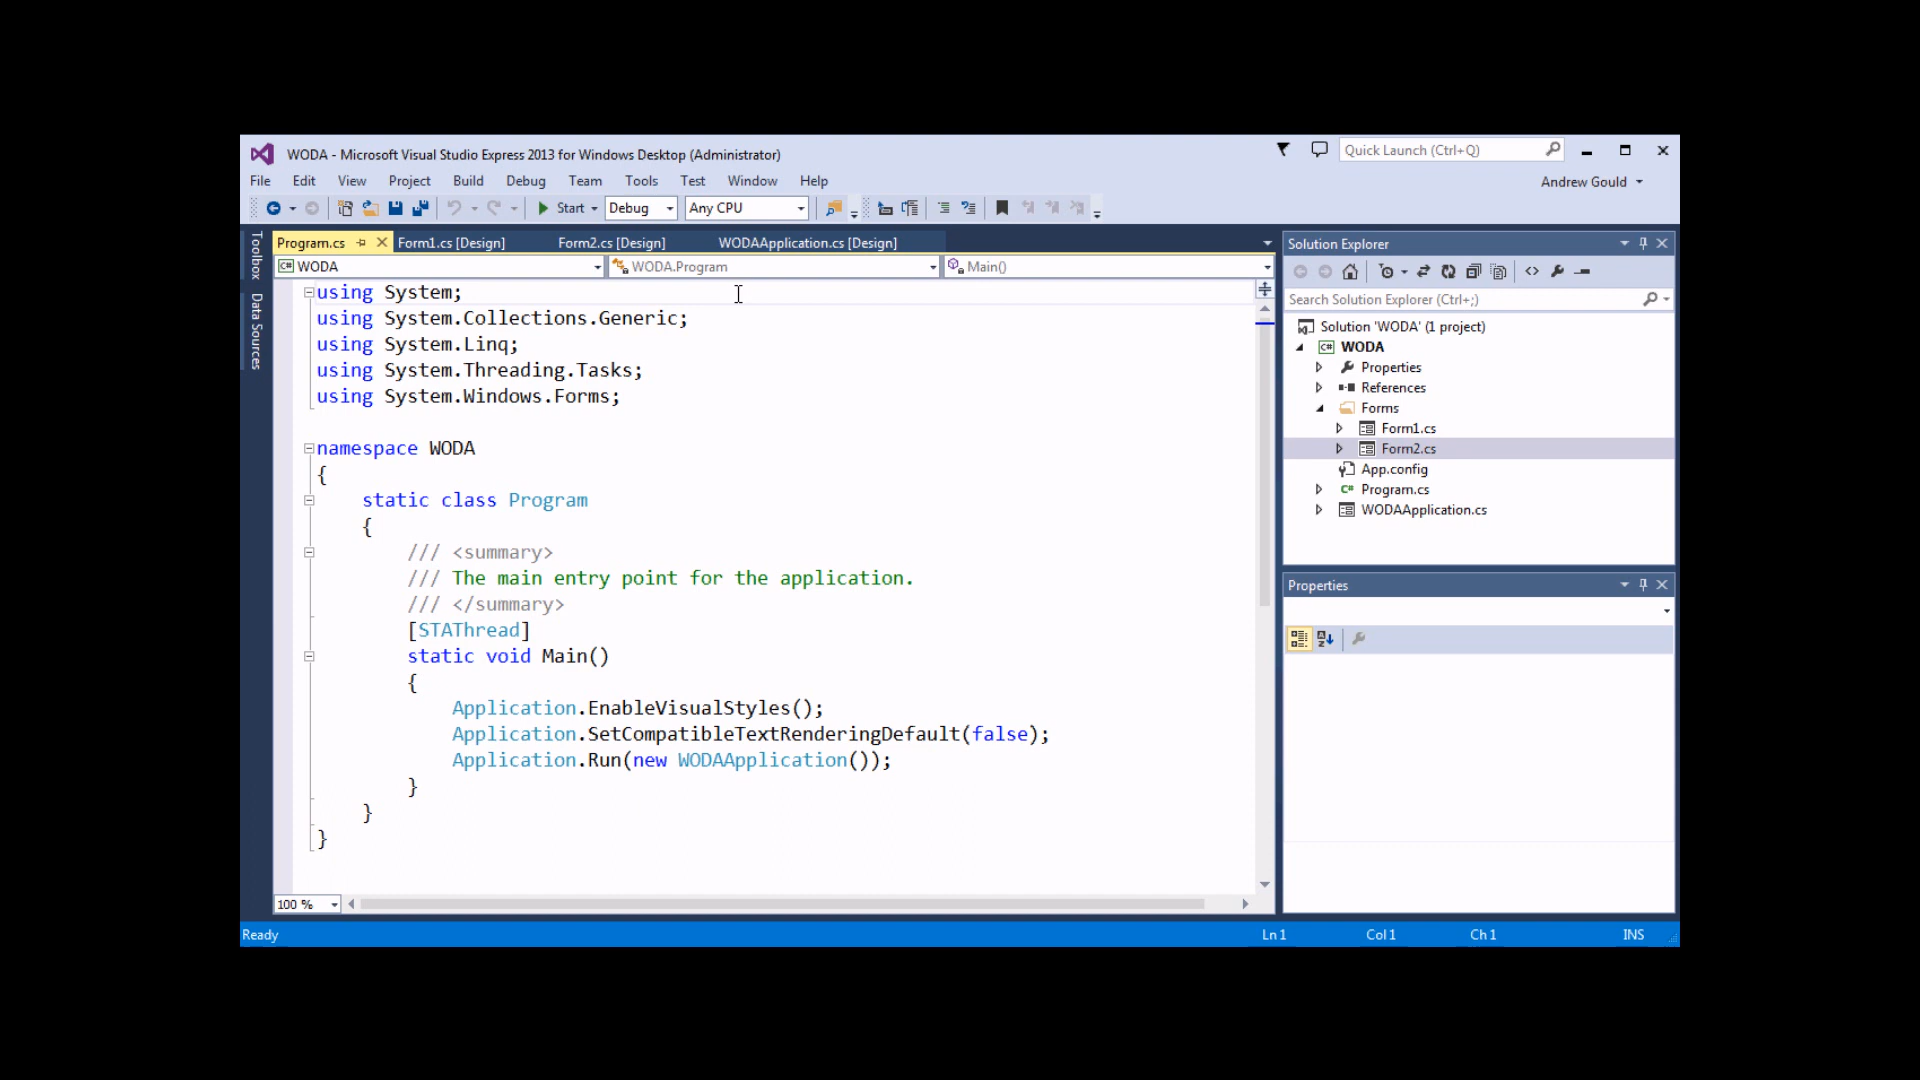 WODA - Microsoft Visual Studio Express 2013 for Windows Desktop (Administrator)
Quick Launch (Ctrl+Q)
File Edit View Project Build Debug Team Tools Test Window Help
Andrew Gould
Start Debug Any CPU
Toolbox
Data Sources
Program.cs Form1.cs [Design] Form2.cs [Design] WODAApplication.cs [Design]
WODA WODA.Program Main()
using System;
using System.Collections.Generic;
using System.Linq;
using System.Threading.Tasks;
using System.Windows.Forms;
namespace WODA
{
static class Program
{
/// <summary>
/// The main entry point for the application.
/// </summary>
[STAThread]
static void Main()
{
Application.EnableVisualStyles();
Application.SetCompatibleTextRenderingDefault(false);
Application.Run(new WODAApplication());
}
}
}
100 %
Solution Explorer
Search Solution Explorer (Ctrl+;)
Solution 'WODA' (1 project)
WODA
Properties
References
Forms
Form1.cs
Form2.cs
App.config
Program.cs
WODAApplication.cs
Properties
Ready Ln 1 Col 1 Ch 1 INS